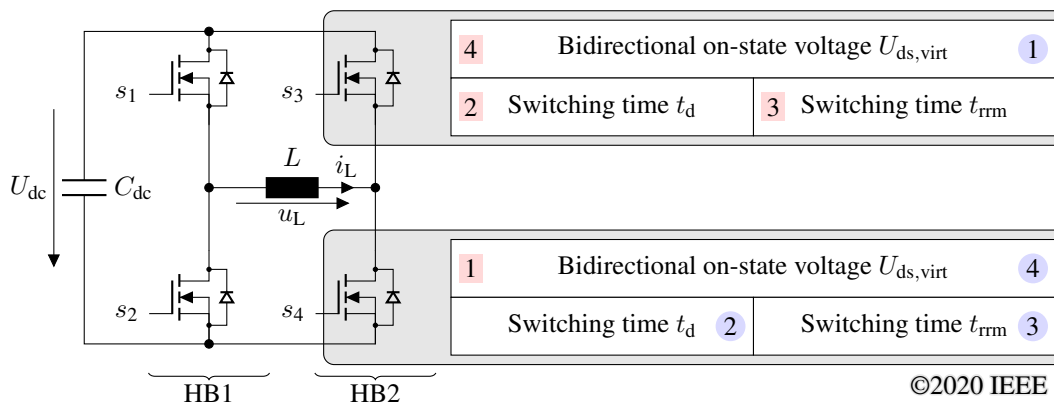 4 Bidirectional on-state voltage U_ds,virt 1
s_1 s_3 2 Switching time t_d 3 Switching time t_rrm
L i_L
U_dc C_dc
u_L
1 Bidirectional on-state voltage U_ds,virt 4
s_2 s_4 Switching time t_d 2 Switching time t_rrm 3
HB1 HB2
©2020 IEEE